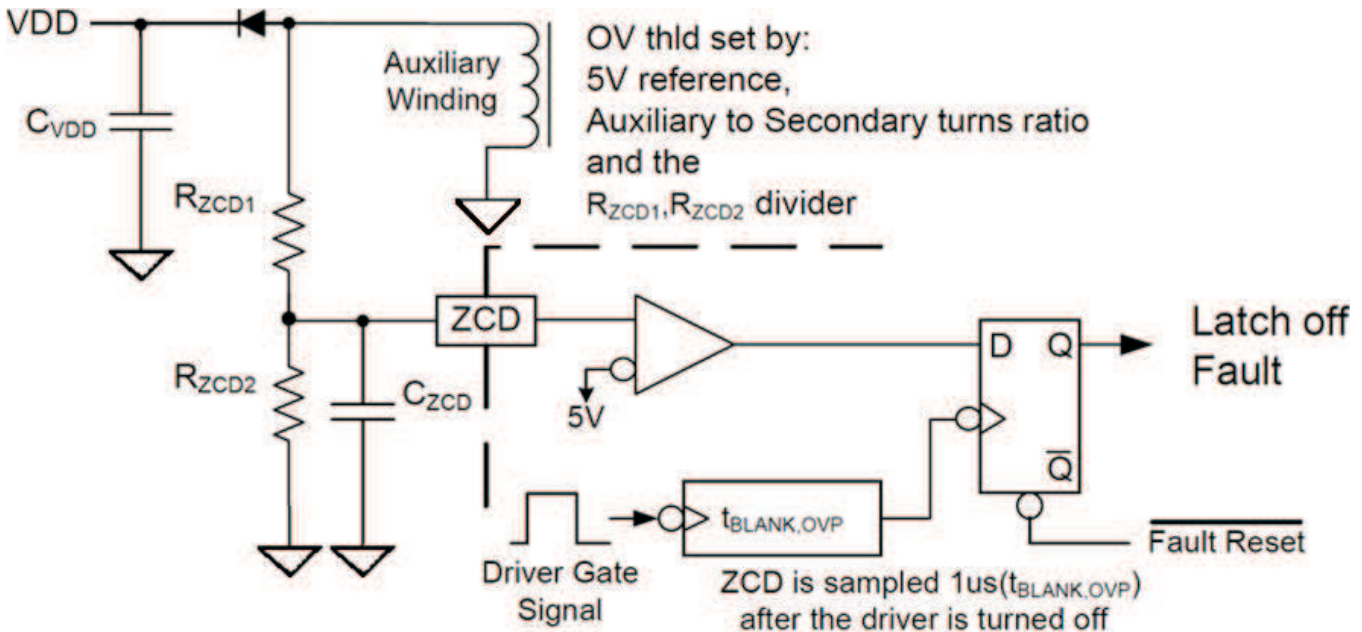 VDD
Auxiliary
Winding
OV thld set by:
5V reference,
Auxiliary to Secondary turns ratio
and the
RZCD1,RZCD2 divider
CVDD
RZCD1
ZCD
RZCD2
CZCD
5V
D Q
Q̅
Latch off
Fault
tBLANK,OVP
Fault Reset
Driver Gate
Signal
ZCD is sampled 1us(tBLANK,OVP)
after the driver is turned off